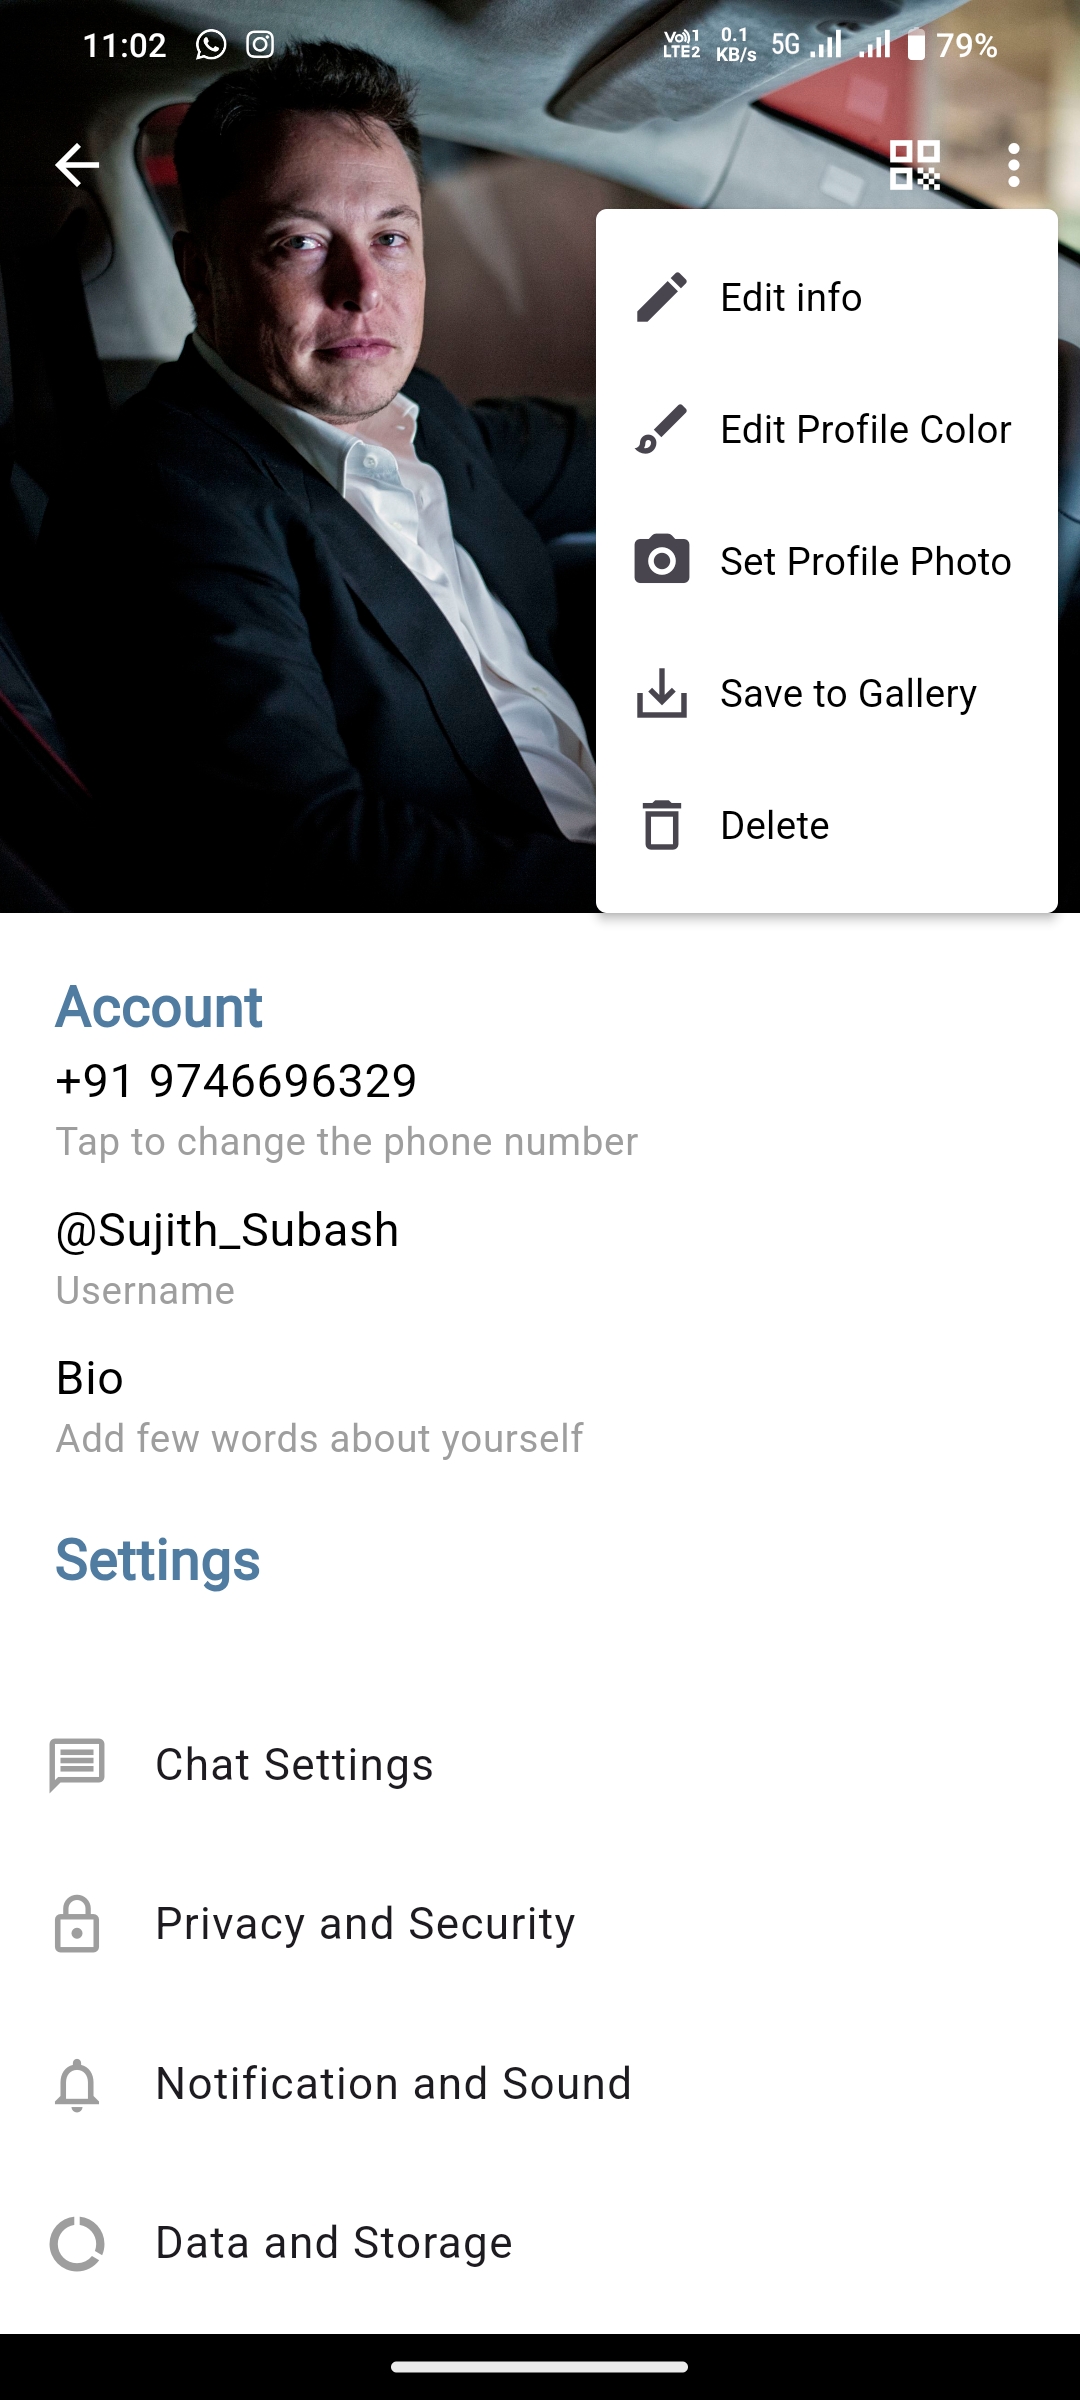 11:02
Vo)) 1
LTE2
0.1
KB/s
5G
79%
Edit info
Edit Profile Color
Set Profile Photo
Save to Gallery
Delete
Account
+91 9746696329
Tap to change the phone number
@Sujith_Subash
Username
Bio
Add few words about yourself
Settings
Chat Settings
Privacy and Security
Notification and Sound
Data and Storage